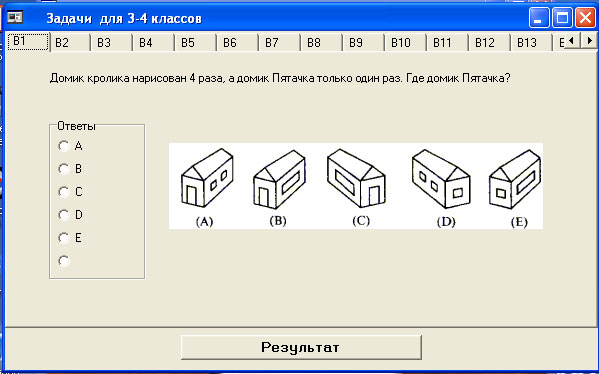 Задачи для 3-4 классов
B1 B2 B3 B4 B5 B6 B7 B8 B9 B10 B11 B12 B13
Домик кролика нарисован 4 раза, а домик Пятачка только один раз. Где домик Пятачка?
Ответы
A
B
C
D
E
(A) (B) (C) (D) (E)
Результат